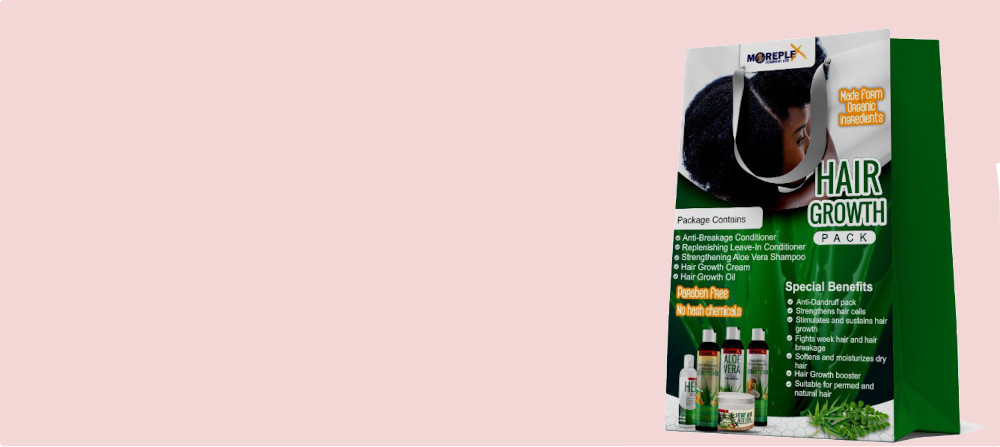 MOREPLEX
COMPANY LTD
Made form
Organic
ingredients
HAIR
GROWTH
PACK
Package Contains
Anti-Breakage Conditioner
Replenishing Leave-In Conditioner
Strengthening Aloe Vera Shampoo
Hair Growth Cream
Hair Growth Oil
Paraben Free
No hash chemicals
Special Benefits
Anti-Dandruff pack
Strengthens hair cells
Stimulates and sustains hair
growth
Fights week hair and hair
breakage
Softens and moisturizes dry
hair
Hair Growth booster
Suitable for permed and
natural hair
ALOE
VERA